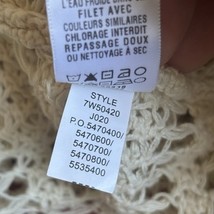 L'EAU FROIDE DANS
FILET AVEC
COULEURS SIMILAIRES
CHLORAGE INTERDIT
REPASSAGE DOUX
OU NETTOYAGE À SEC
STYLE
7W50420
J020
P.O.5470400/
5470600/
5470700/
5470800/
5535400